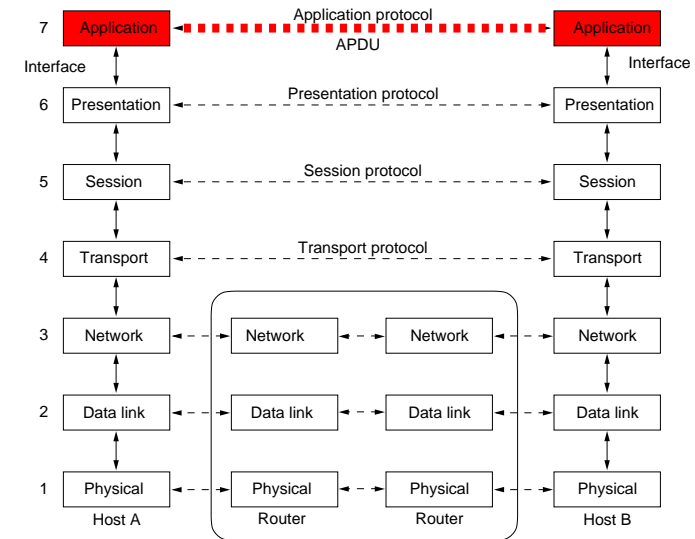 Application protocol
7 Application Application
APDU
Interface Interface
6 Presentation Presentation protocol Presentation
5 Session Session protocol Session
4 Transport Transport protocol Transport
3 Network Network Network Network
2 Data link Data link Data link Data link
1 Physical Physical Physical Physical
Host A Router Router Host B